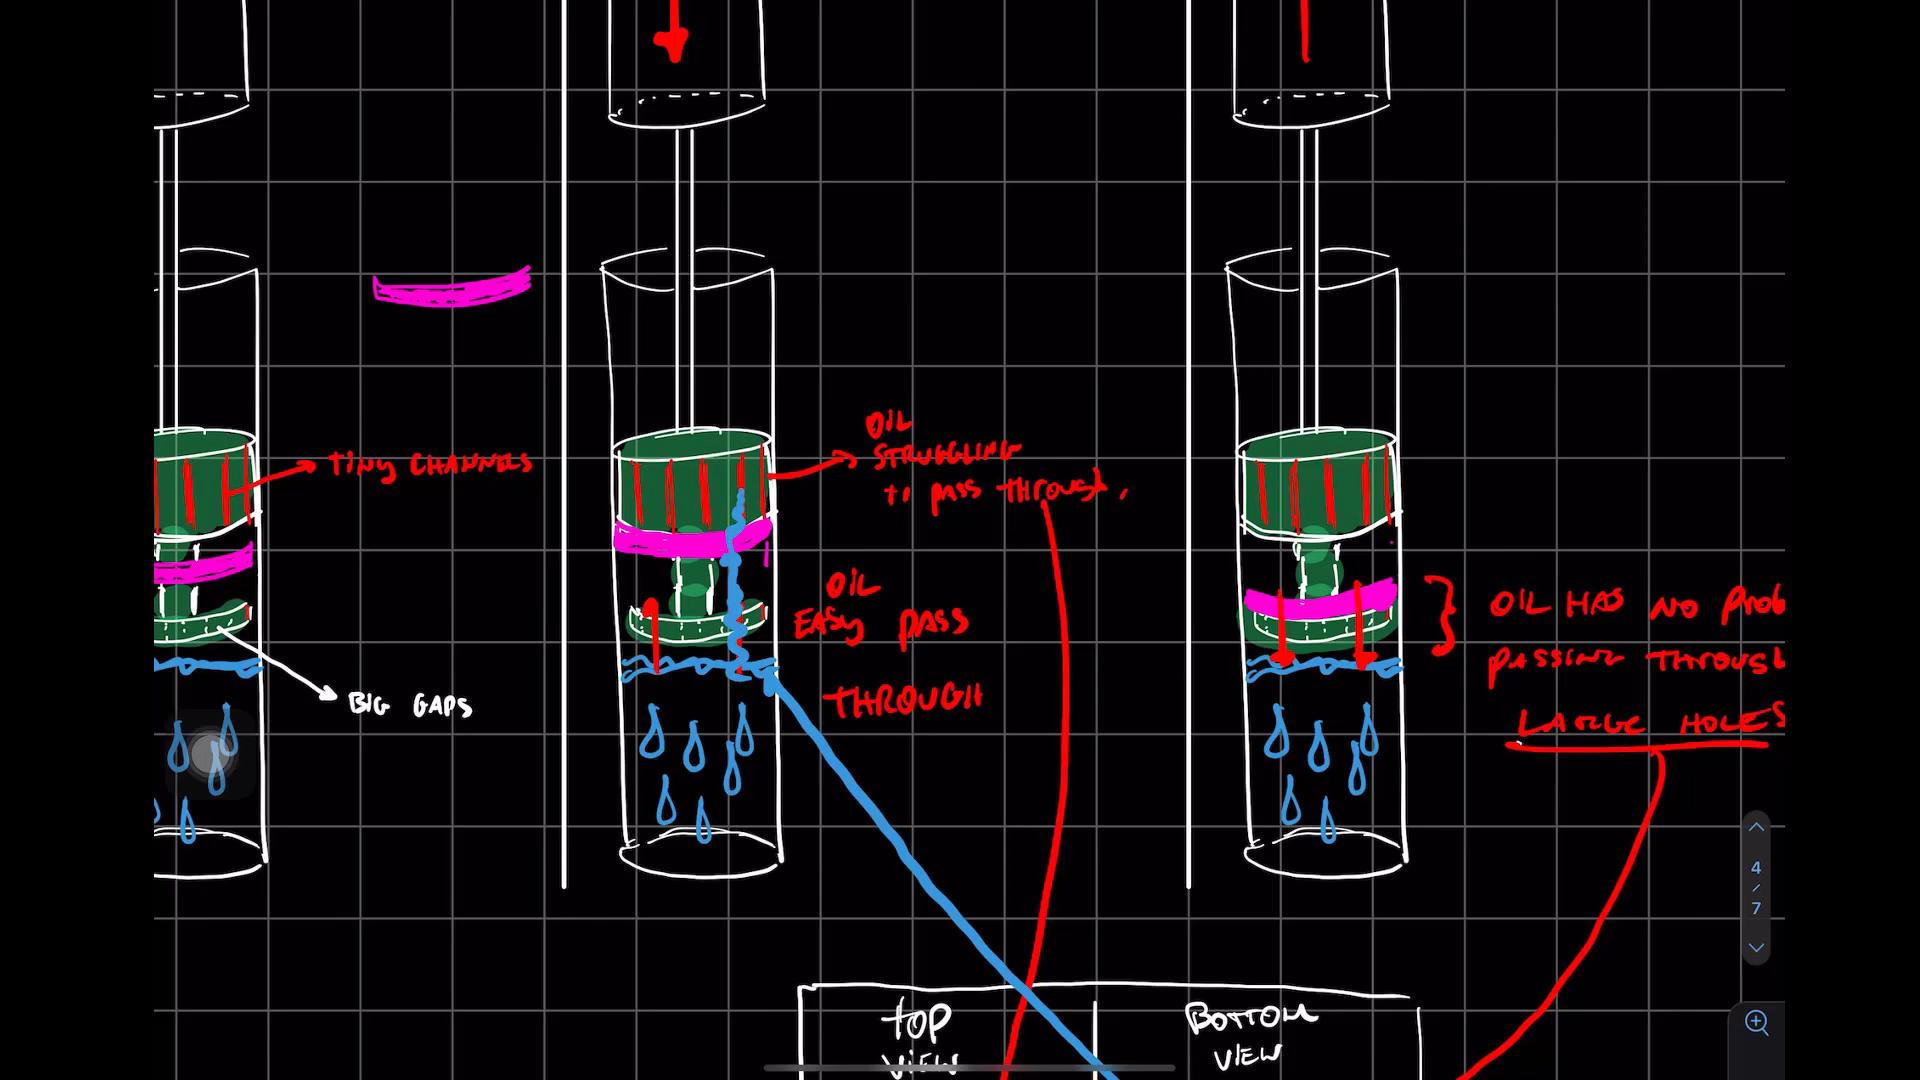 TINY CHANNELS
BIG GAPS
OIL
STRUGGLING
to pass through,
OIL
EASY PASS
THROUGH
OIL HAS NO PROB
PASSING THROUGH
LARGE HOLES
TOP
VIEW
BOTTOM
VIEW
4
/
7